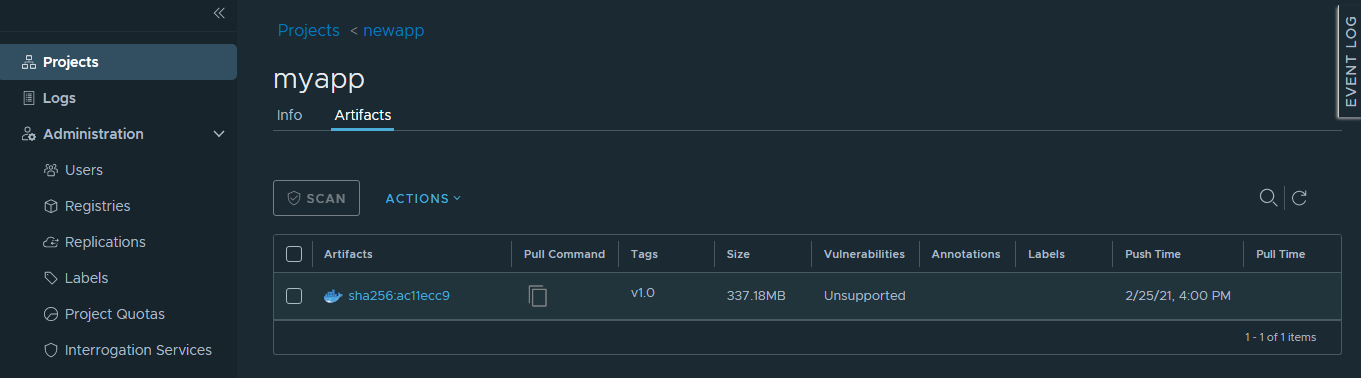 Projects
Logs
Administration
Users
Registries
Replications
Labels
Project Quotas
Interrogation Services
Projects < newapp
myapp
Info Artifacts
SCAN ACTIONS
Artifacts Pull Command Tags Size Vulnerabilities Annotations Labels Push Time Pull Time
sha256:ac11ecc9 v1.0 337.18MB Unsupported 2/25/21, 4:00 PM
1 - 1 of 1 items
EVENT LOG